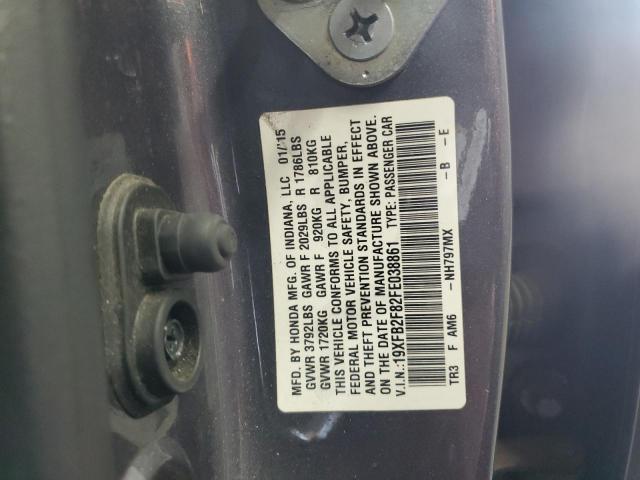 MFD. BY HONDA MFG. OF INDIANA, LLC 01/'15
GVWR 3792LBS GAWR F 2029LBS R 1786LBS
GVWR 1720KG GAWR F 920KG R 810KG
THIS VEHICLE CONFORMS TO ALL APPLICABLE
FEDERAL MOTOR VEHICLE SAFETY, BUMPER,
AND THEFT PREVENTION STANDARDS IN EFFECT
ON THE DATE OF MANUFACTURE SHOWN ABOVE.
V.I.N.:19XFB2F82FE038861 TYPE: PASSENGER CAR
TR3 F AM6 -NH797MX -B -E